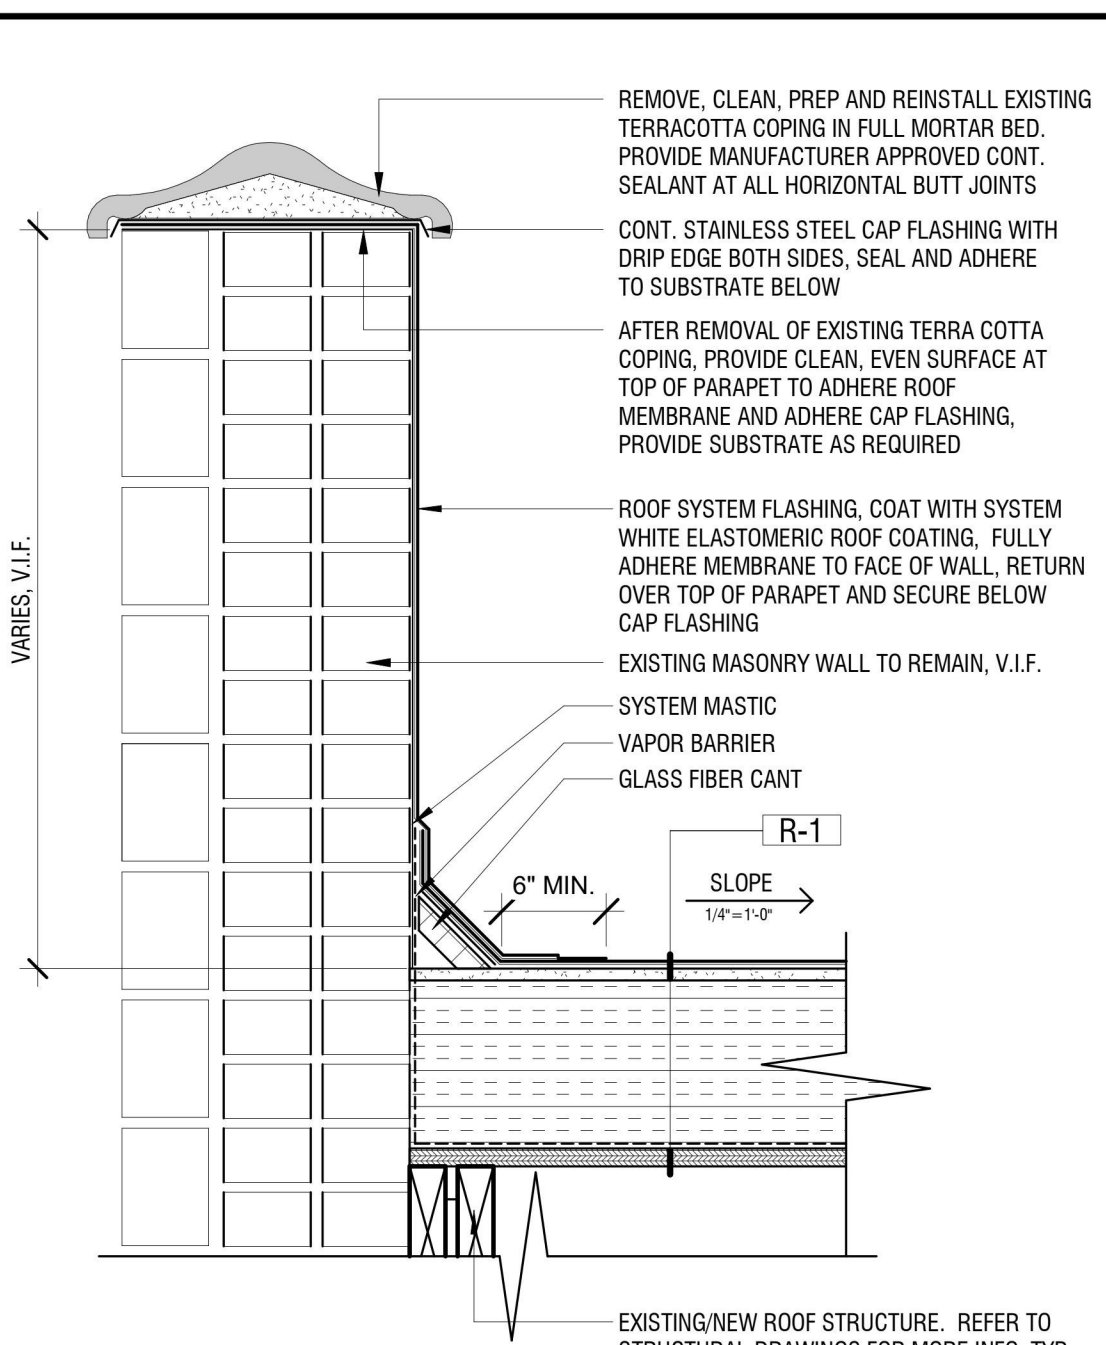 REMOVE, CLEAN, PREP AND REINSTALL EXISTING
TERRACOTTA COPING IN FULL MORTAR BED.
PROVIDE MANUFACTURER APPROVED CONT.
SEALANT AT ALL HORIZONTAL BUTT JOINTS
CONT. STAINLESS STEEL CAP FLASHING WITH
DRIP EDGE BOTH SIDES, SEAL AND ADHERE
TO SUBSTRATE BELOW
AFTER REMOVAL OF EXISTING TERRA COTTA
COPING, PROVIDE CLEAN, EVEN SURFACE AT
TOP OF PARAPET TO ADHERE ROOF
MEMBRANE AND ADHERE CAP FLASHING,
PROVIDE SUBSTRATE AS REQUIRED
ROOF SYSTEM FLASHING, COAT WITH SYSTEM
WHITE ELASTOMERIC ROOF COATING, FULLY
ADHERE MEMBRANE TO FACE OF WALL, RETURN
OVER TOP OF PARAPET AND SECURE BELOW
CAP FLASHING
VARIES, V.I.F.
EXISTING MASONRY WALL TO REMAIN, V.I.F.
SYSTEM MASTIC
VAPOR BARRIER
GLASS FIBER CANT
R-1
6" MIN.
SLOPE
1/4"=1'-0"
EXISTING/NEW ROOF STRUCTURE. REFER TO
STRUCTURAL DRAWINGS FOR MORE INFO, TYP.